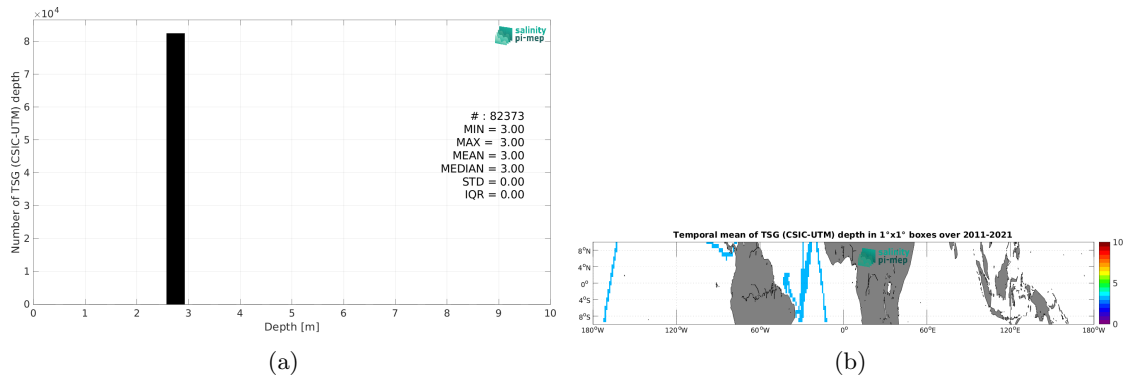 ×10⁴
salinity
pi-mep
8
7
6
5
4
3
2
1
0
Number of TSG (CSIC-UTM) depth
# : 82373
MIN = 3.00
MAX = 3.00
MEAN = 3.00
MEDIAN = 3.00
STD = 0.00
IQR = 0.00
0 1 2 3 4 5 6 7 8 9 10
Depth [m]
(a)
Temporal mean of TSG (CSIC-UTM) depth in 1°x1° boxes over 2011-2021
salinity
pi-mep
8°N
4°N
0°
4°S
8°S
180°W 120°W 60°W 0° 60°E 120°E 180°W
10
5
0
(b)